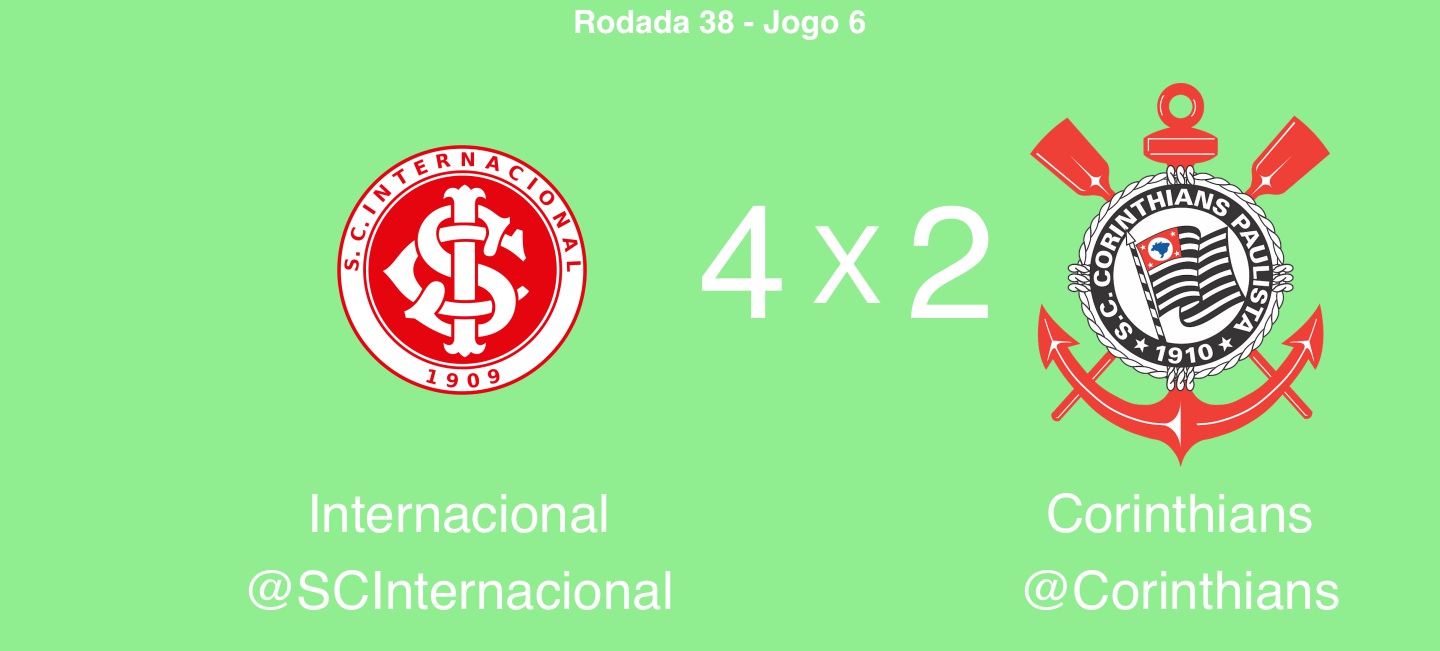 Rodada 38 - Jogo 6
S.C. INTERNACIONAL
1909
4 x 2
S.C. CORINTHIANS PAULISTA
★ 1910 ★
Internacional
Corinthians
@SCInternacional
@Corinthians